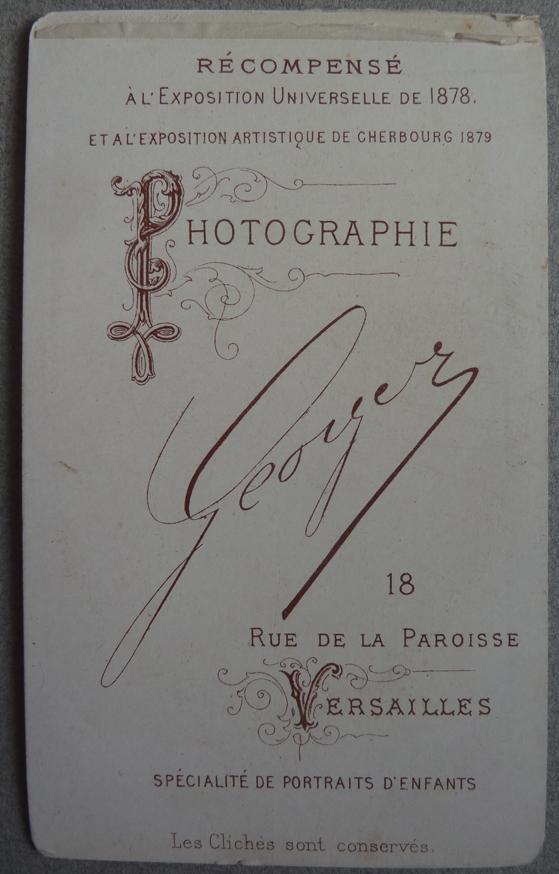 RÉCOMPENSÉ
À L'EXPOSITION UNIVERSELLE DE 1878.
ET A L'EXPOSITION ARTISTIQUE DE CHERBOURG 1879
PHOTOGRAPHIE
Georges
18
RUE DE LA PAROISSE
VERSAILLES
SPÉCIALITÉ DE PORTRAITS D'ENFANTS
Les Clichés sont conservés.